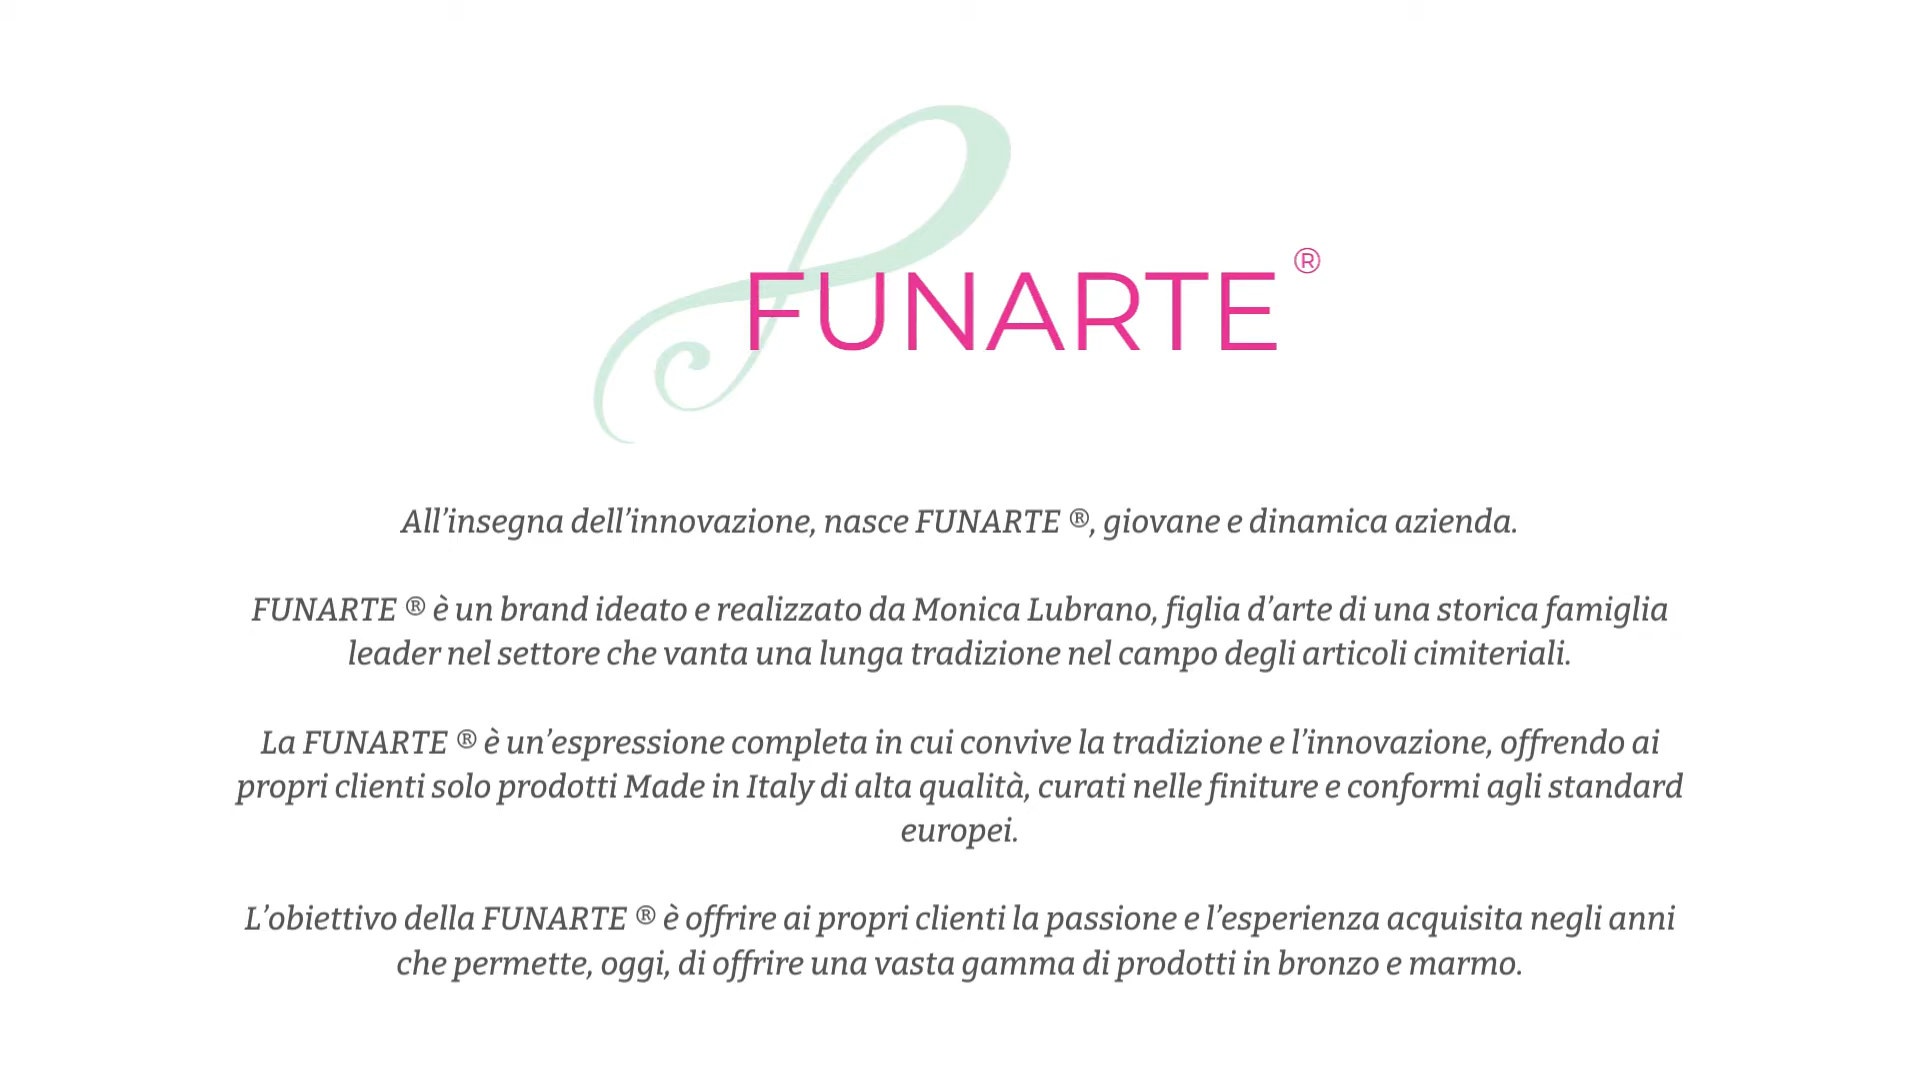 FUNARTE ®
All’insegna dell’innovazione, nasce FUNARTE ®, giovane e dinamica azienda.
FUNARTE ® è un brand ideato e realizzato da Monica Lubrano, figlia d’arte di una storica famiglia
leader nel settore che vanta una lunga tradizione nel campo degli articoli cimiteriali.
La FUNARTE ® è un’espressione completa in cui convive la tradizione e l’innovazione, offrendo ai
propri clienti solo prodotti Made in Italy di alta qualità, curati nelle finiture e conformi agli standard
europei.
L’obiettivo della FUNARTE ® è offrire ai propri clienti la passione e l’esperienza acquisita negli anni
che permette, oggi, di offrire una vasta gamma di prodotti in bronzo e marmo.